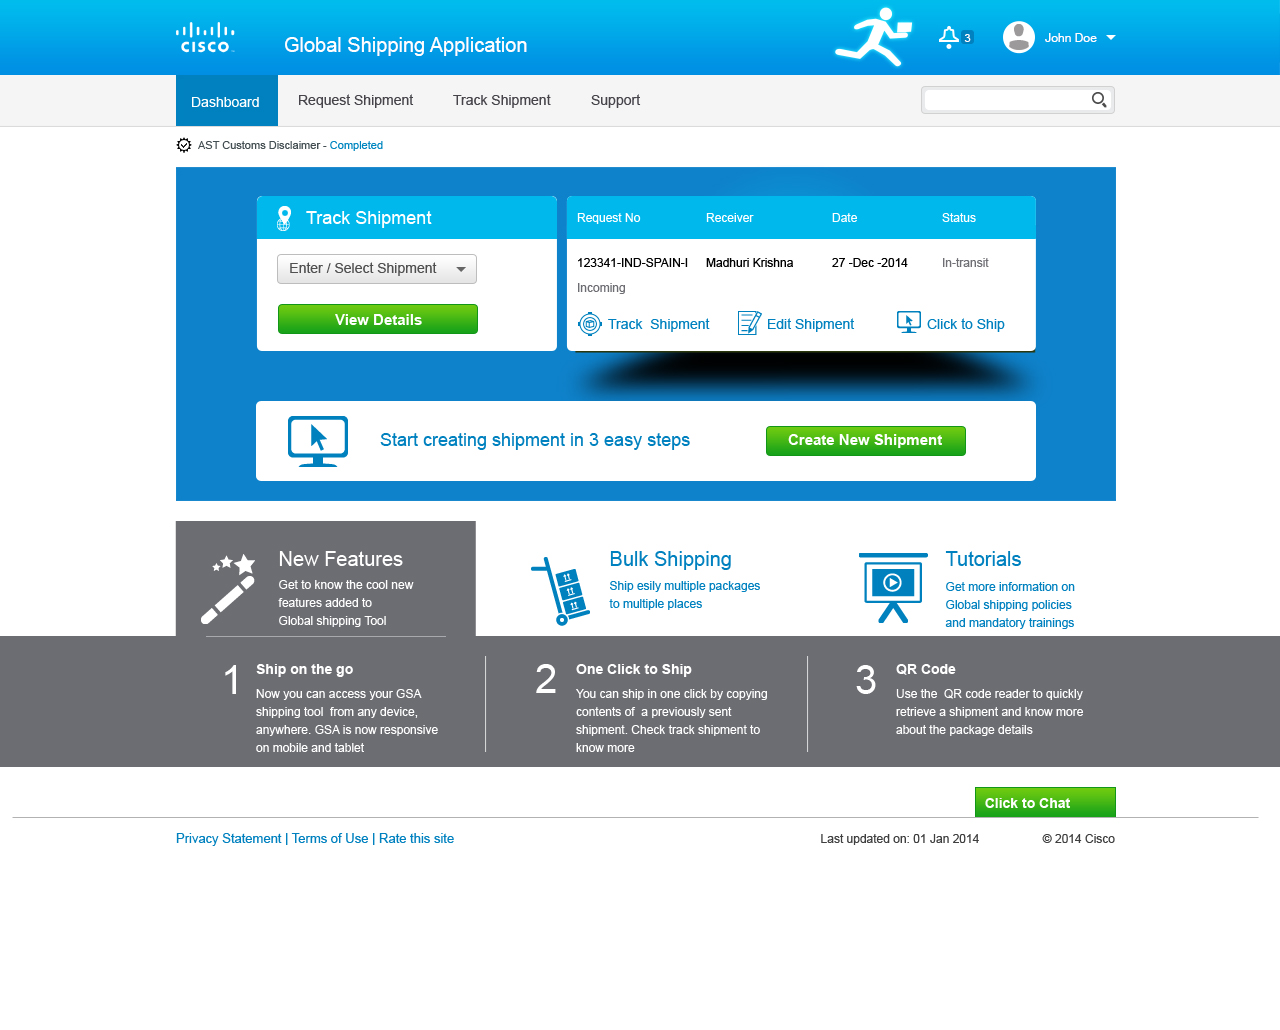 CISCO
Global Shipping Application
3
John Doe
Dashboard
Request Shipment
Track Shipment
Support
AST Customs Disclaimer - Completed
Track Shipment
Enter / Select Shipment
View Details
Request No
Receiver
Date
Status
123341-IND-SPAIN-I
Madhuri Krishna
27 -Dec -2014
In-transit
Incoming
Track  Shipment
Edit Shipment
Click to Ship
Start creating shipment in 3 easy steps
Create New Shipment
New Features
Get to know the cool new
features added to
Global shipping Tool
Bulk Shipping
Ship esily multiple packages
to multiple places
Tutorials
Get more information on
Global shipping policies
and mandatory trainings
1
Ship on the go
Now you can access your GSA
shipping tool  from any device,
anywhere. GSA is now responsive
on mobile and tablet
2
One Click to Ship
You can ship in one click by copying
contents of  a previously sent
shipment. Check track shipment to
know more
3
QR Code
Use the  QR code reader to quickly
retrieve a shipment and know more
about the package details
Click to Chat
Privacy Statement | Terms of Use | Rate this site
Last updated on: 01 Jan 2014
© 2014 Cisco